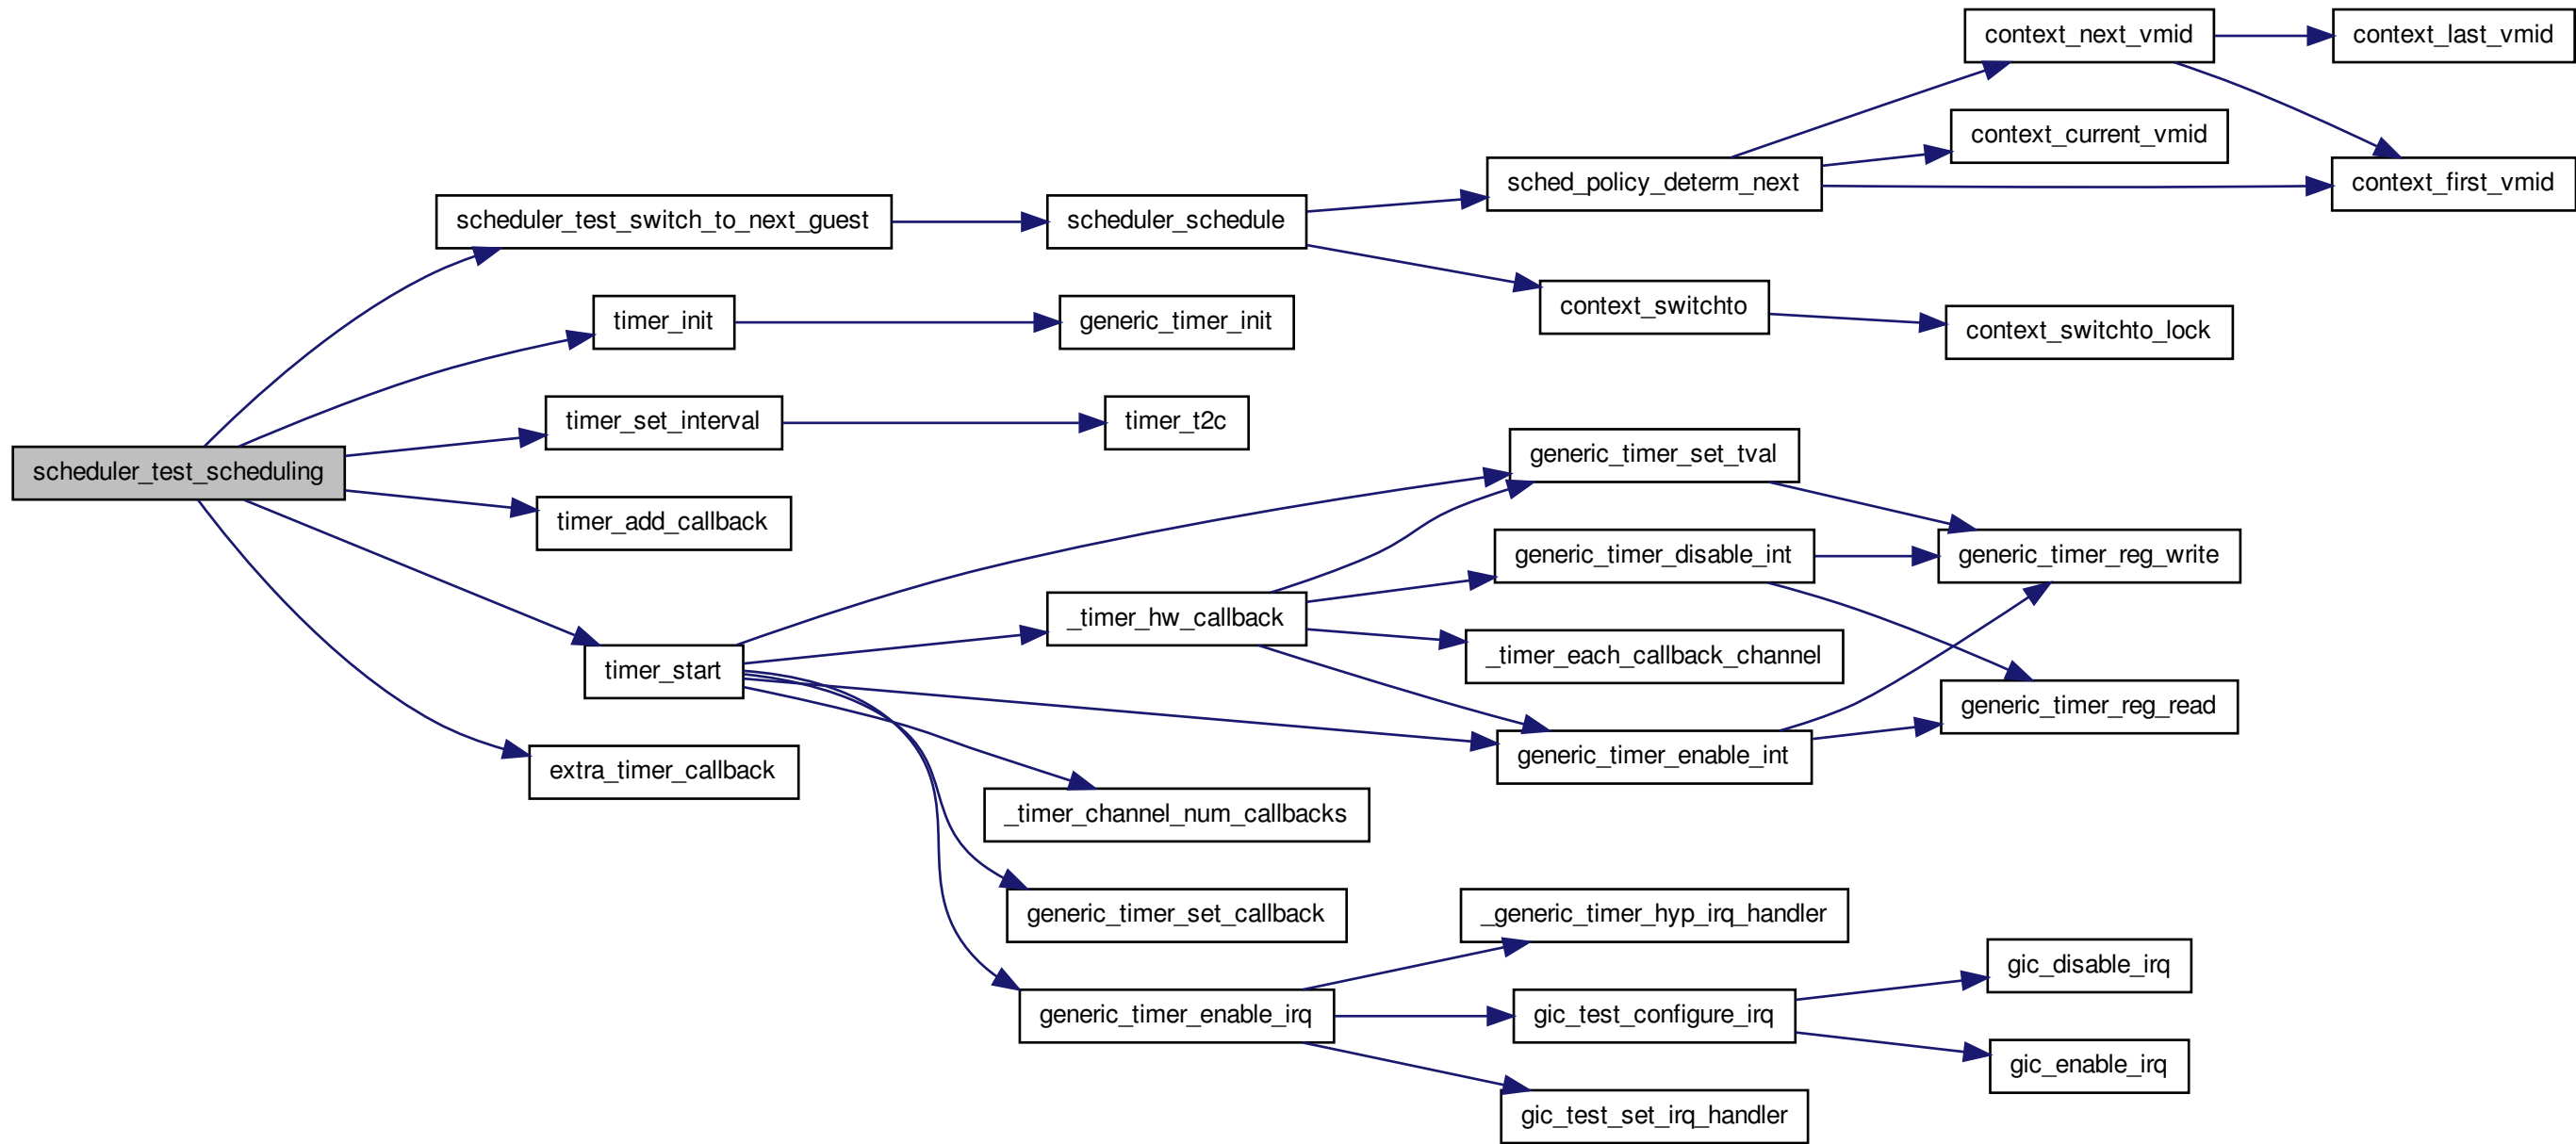 scheduler_test_scheduling
scheduler_test_switch_to_next_guest
timer_init
timer_set_interval
timer_add_callback
timer_start
extra_timer_callback
scheduler_schedule
generic_timer_init
timer_t2c
_timer_hw_callback
_timer_channel_num_callbacks
generic_timer_set_callback
generic_timer_enable_irq
sched_policy_determ_next
context_switchto
generic_timer_set_tval
generic_timer_disable_int
_timer_each_callback_channel
generic_timer_enable_int
_generic_timer_hyp_irq_handler
gic_test_configure_irq
gic_test_set_irq_handler
context_next_vmid
context_current_vmid
context_switchto_lock
generic_timer_reg_write
generic_timer_reg_read
gic_disable_irq
gic_enable_irq
context_last_vmid
context_first_vmid